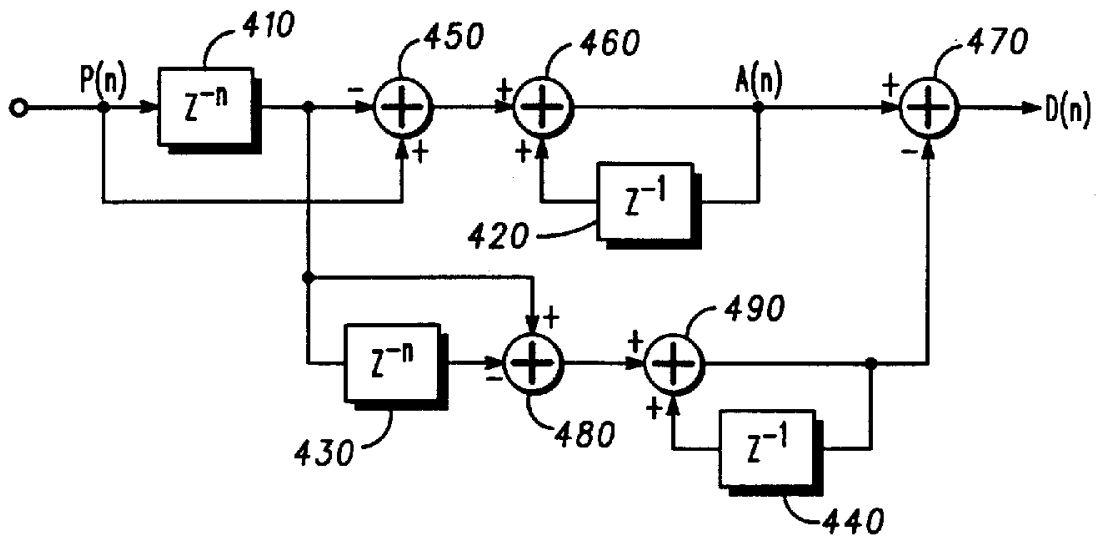 410
450
460
470
P(n)
Z⁻ⁿ
-
+
+
+
A(n)
+
-
D(n)
Z⁻¹
420
+
-
490
Z⁻ⁿ
+
+
430
480
Z⁻¹
440